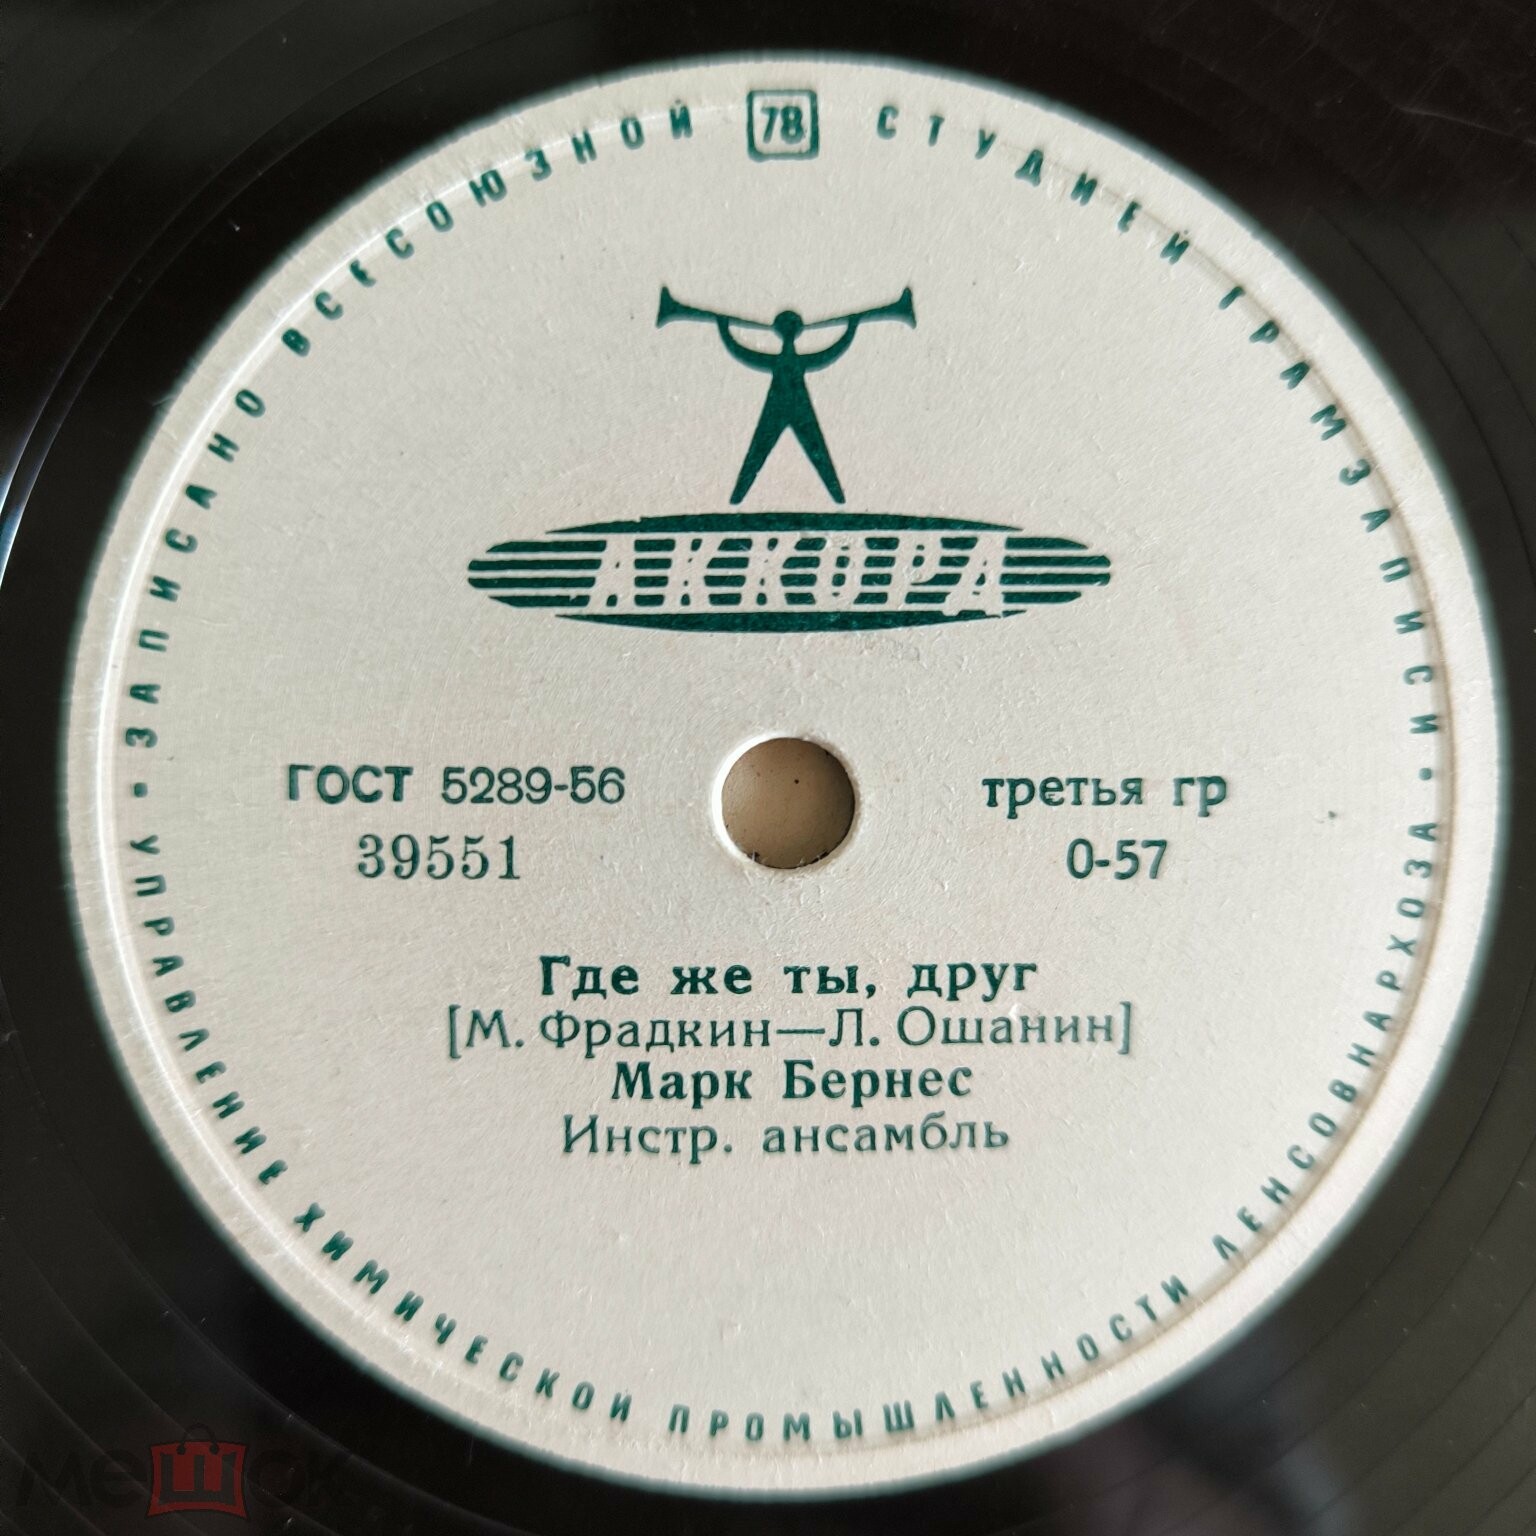 ЗАПИСАНО ВСЕСОЮЗНОЙ 78 СТУДИЕЙ ГРАМЗАПИСИ
АККОРД
ГОСТ 5289-56
третья гр
39551
0-57
Где же ты, друг
[М. Фрадкин—Л. Ошанин]
Марк Бернес
Инстр. ансамбль
УПРАВЛЕНИЕ ХИМИЧЕСКОЙ ПРОМЫШЛЕННОСТИ ЛЕНСОВНАРХОЗА
мешок